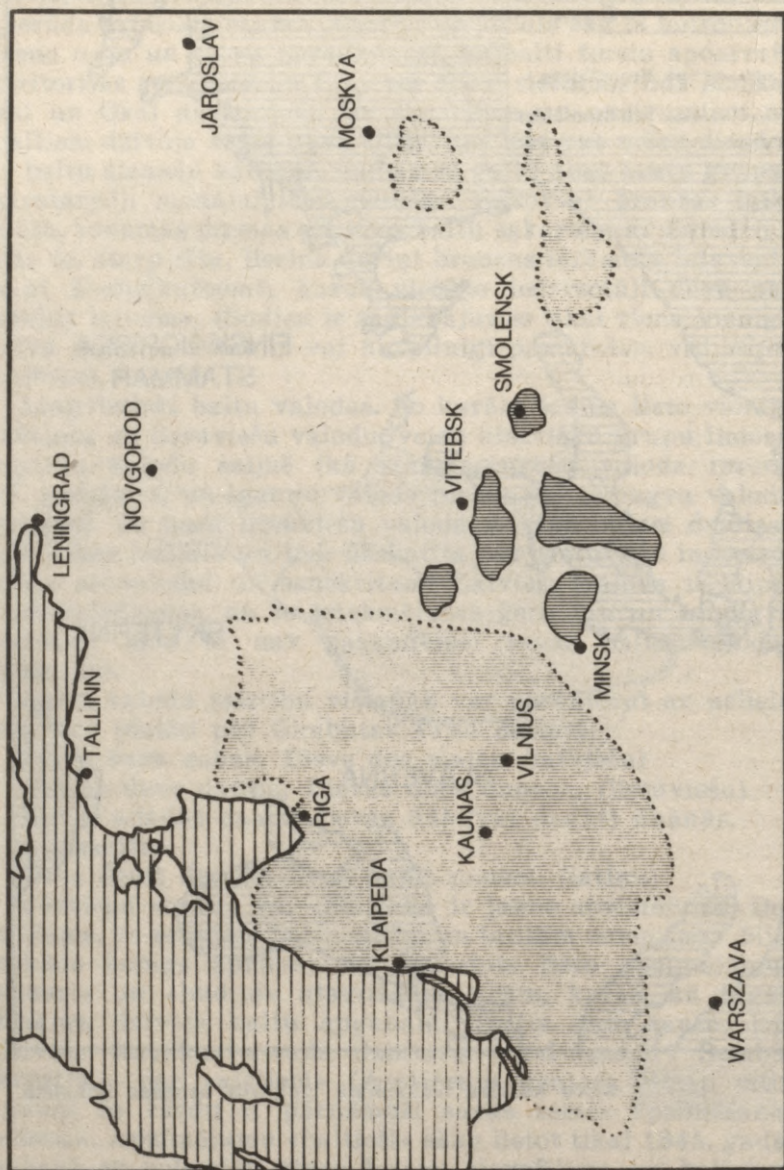 LENINGRAD
TALLINN
NOVGOROD
JAROSLAV
RIGA
MOSKVA
KLAIPEDA
VITEBSK
KAUNAS
SMOLENSK
VILNIUS
MINSK
WARSZAVA